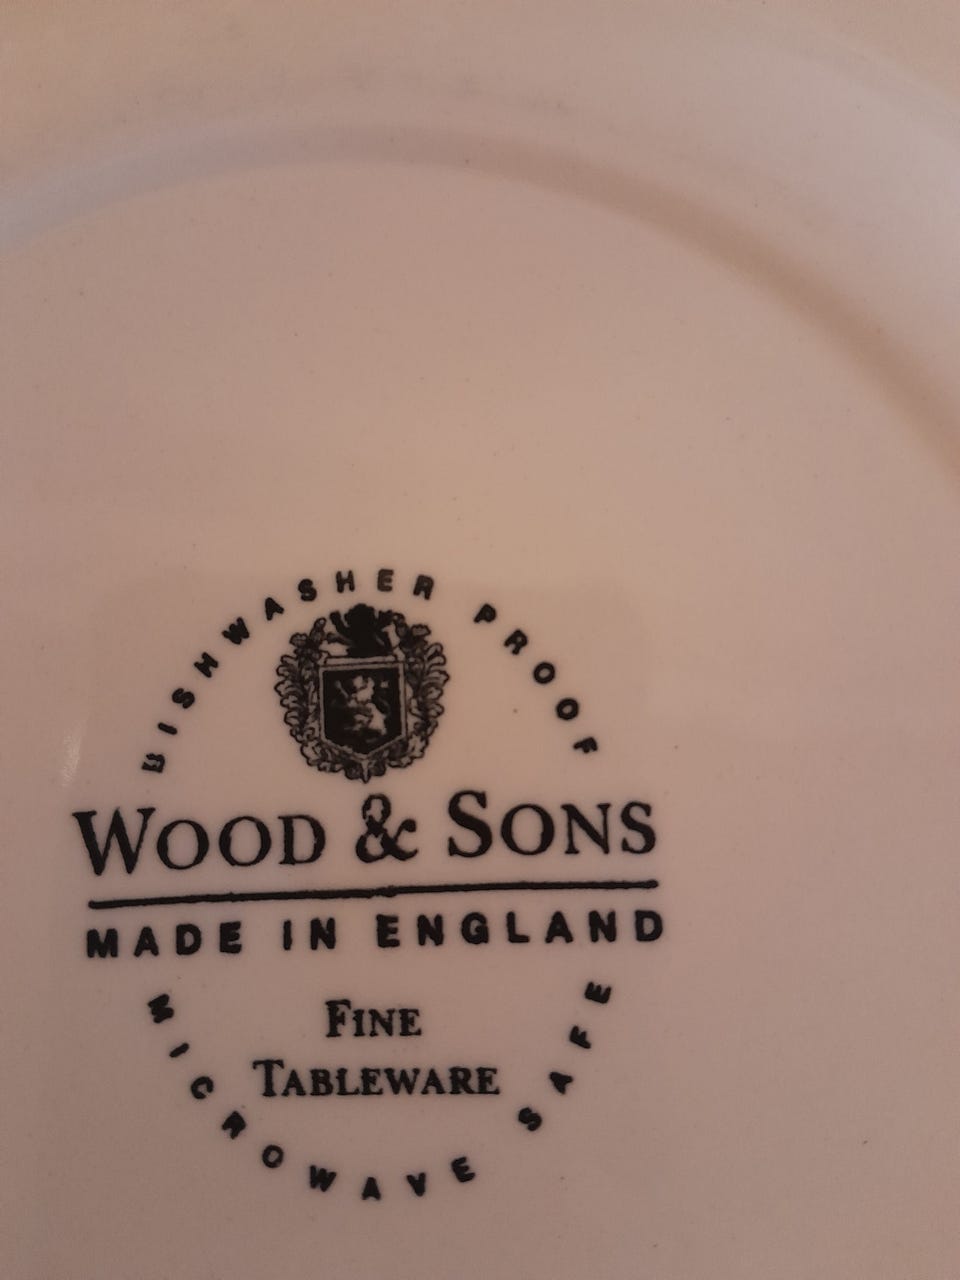 DISHWASHER PROOF
WOOD & SONS
MADE IN ENGLAND
FINE
TABLEWARE
MICROWAVE SAFE